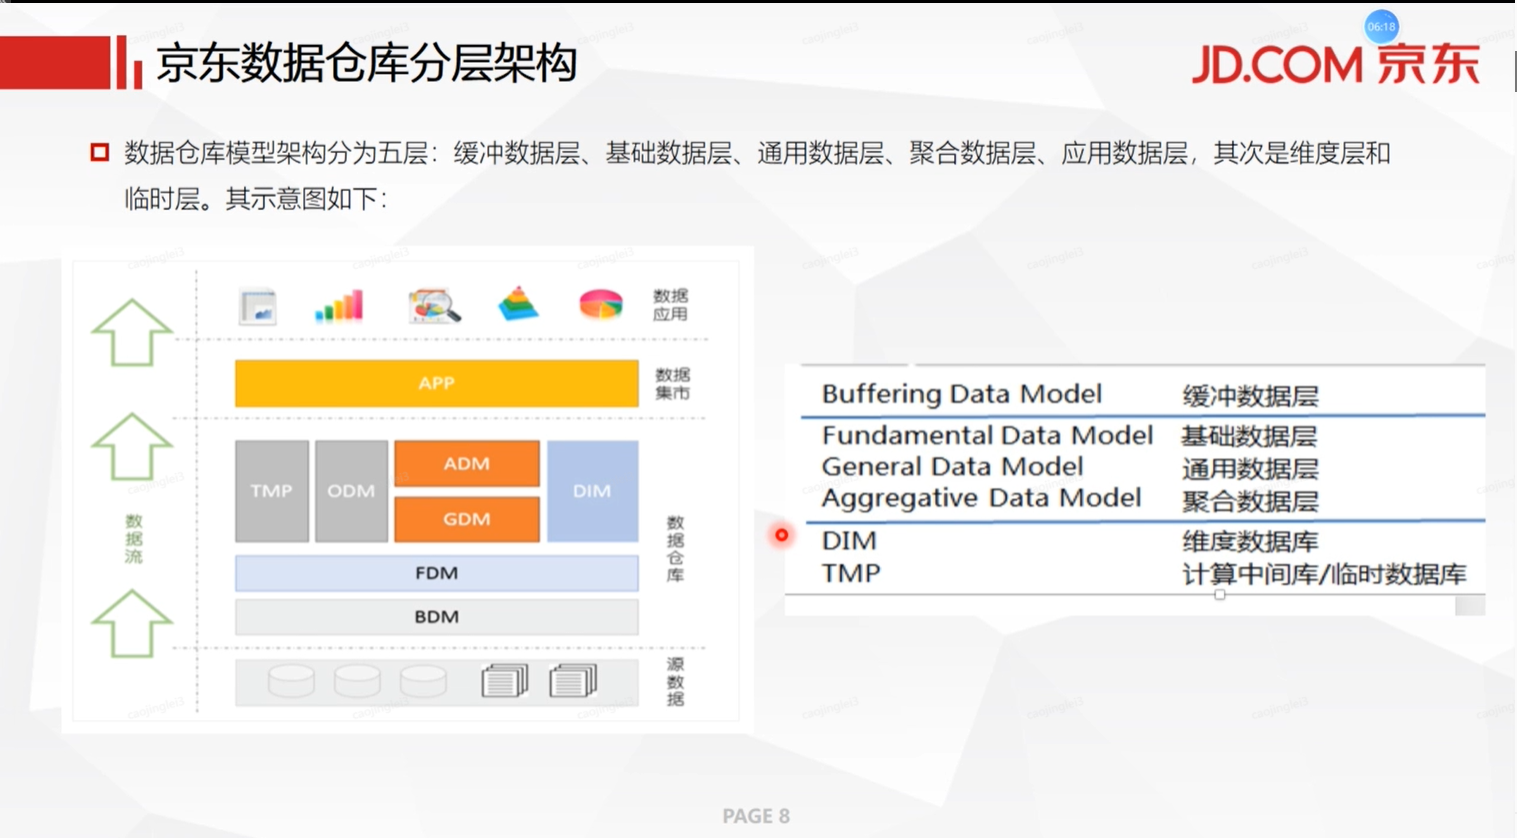 06:18
京东数据仓库分层架构
JD.COM 京东
数据仓库模型架构分为五层：缓冲数据层、基础数据层、通用数据层、聚合数据层、应用数据层，其次是维度层和
临时层。其示意图如下：
数据
应用
APP
数据
集市
TMP
ODM
ADM
GDM
DIM
数据仓库
FDM
BDM
源数据
数据流
Buffering Data Model 缓冲数据层
Fundamental Data Model 基础数据层
General Data Model 通用数据层
Aggregative Data Model 聚合数据层
DIM 维度数据库
TMP 计算中间库/临时数据库
caojinglei3
PAGE 8